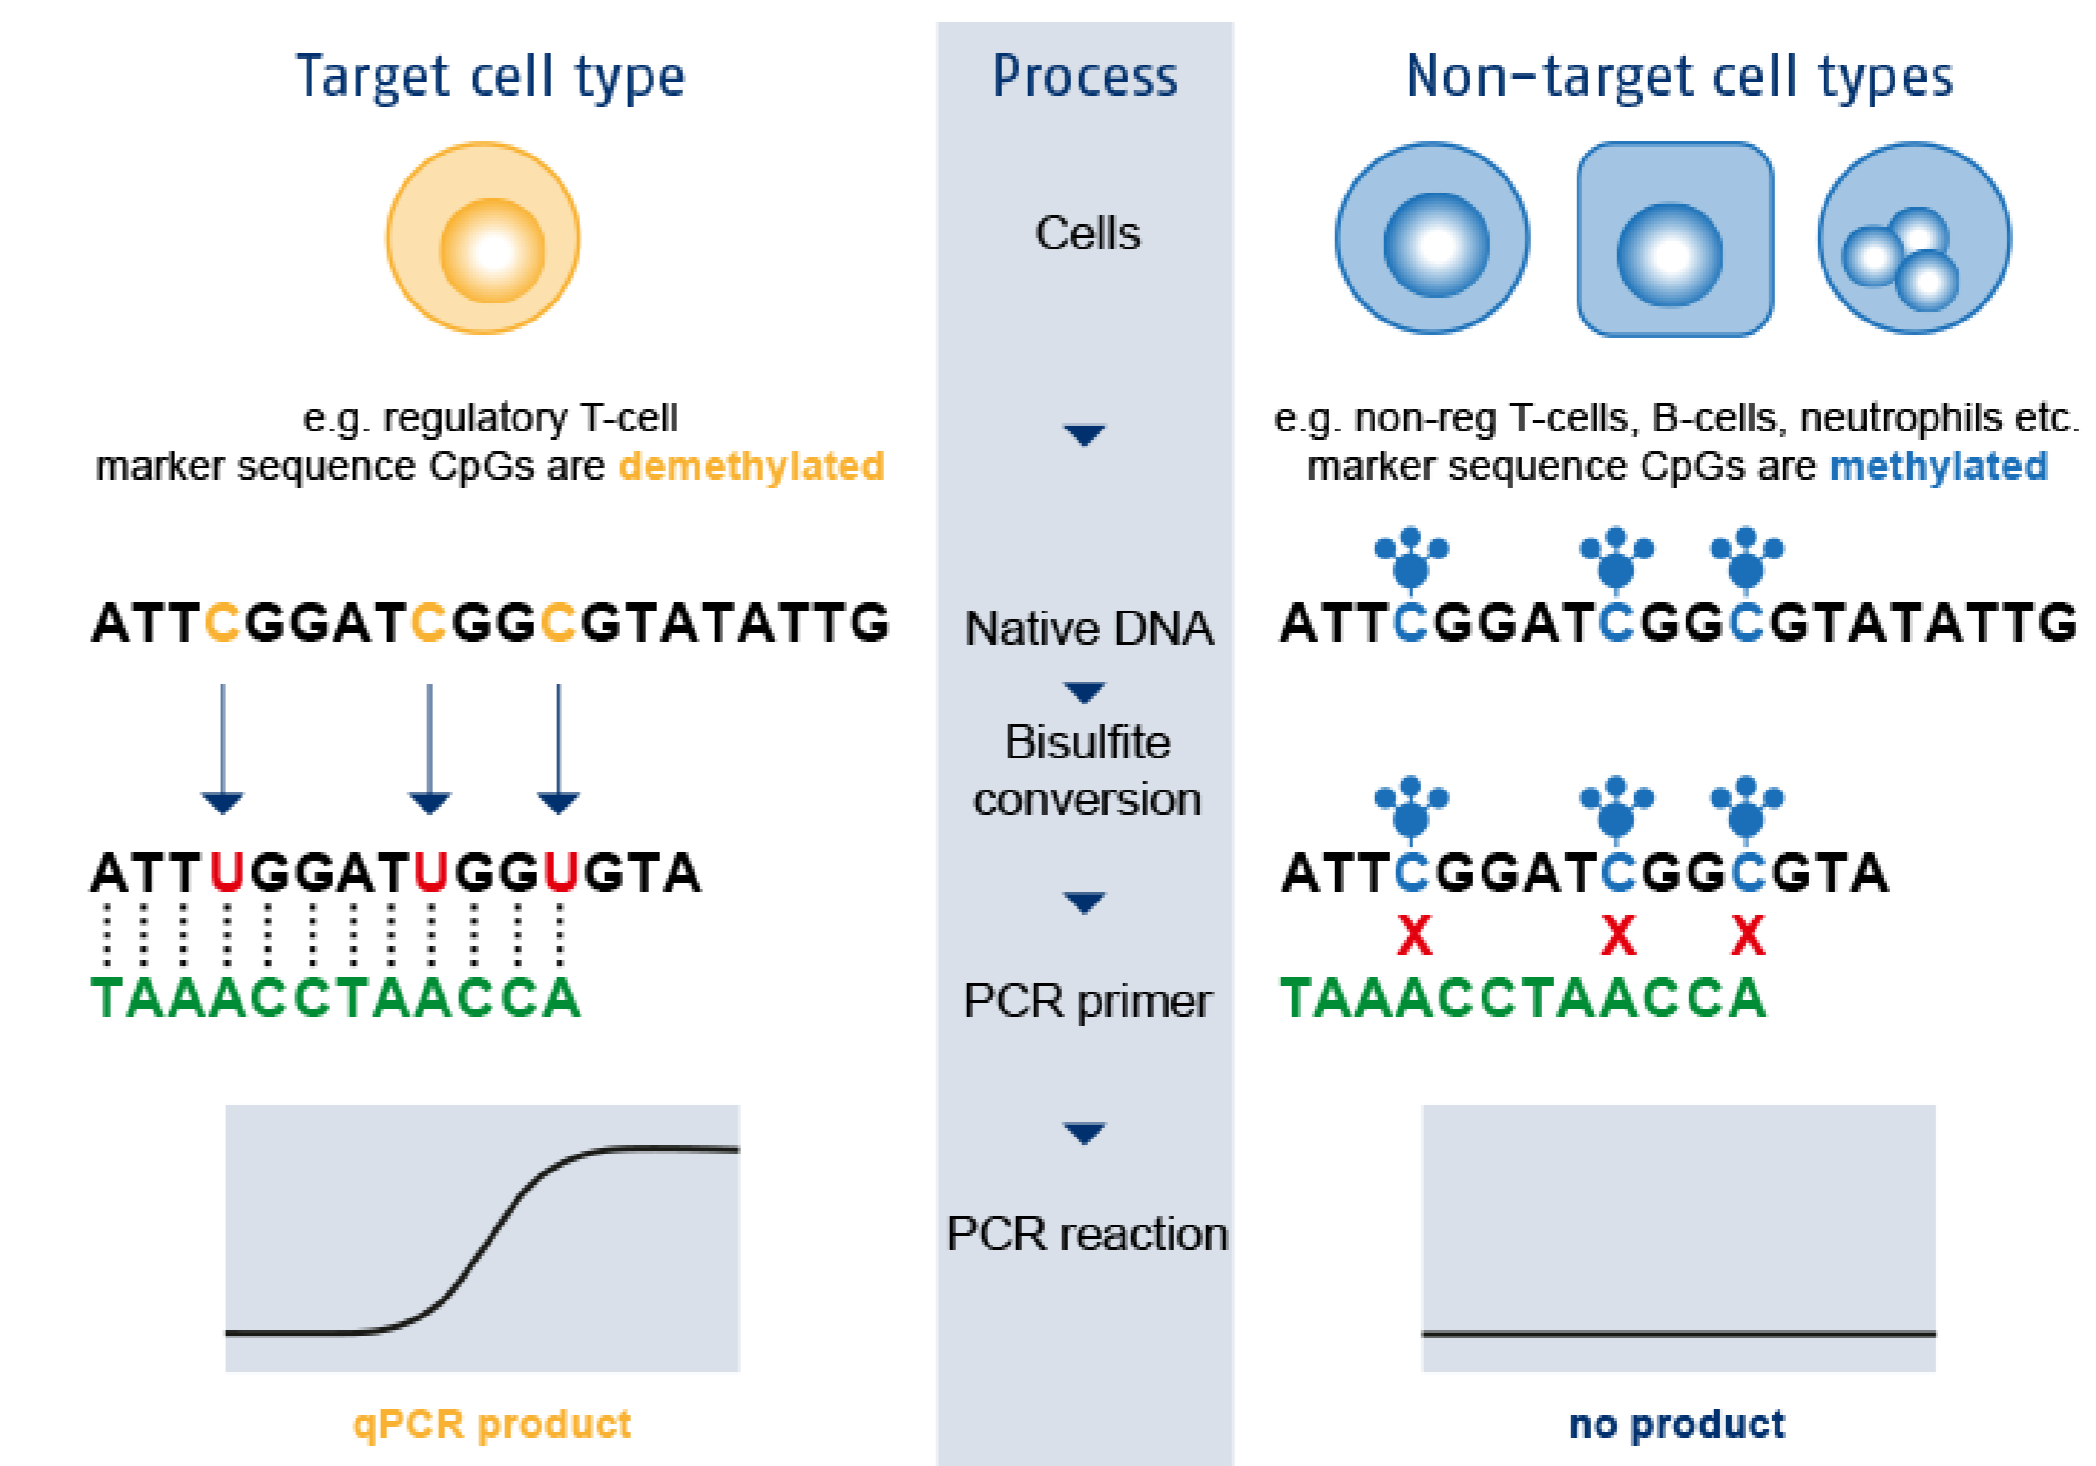 Target cell type
Process
Non-target cell types
Cells
e.g. regulatory T-cell
marker sequence CpGs are demethylated
e.g. non-reg T-cells, B-cells, neutrophils etc.
marker sequence CpGs are methylated
ATTCGGATCGGCGTATATTG
Native DNA
ATTCGGATCGGCGTATATTG
Bisulfite
conversion
ATTUGGATUGGUGTA
ATTCGGATCGGCGTA
X X X
TAAACCTAACCA
PCR primer
TAAACCTAACCA
PCR reaction
qPCR product
no product